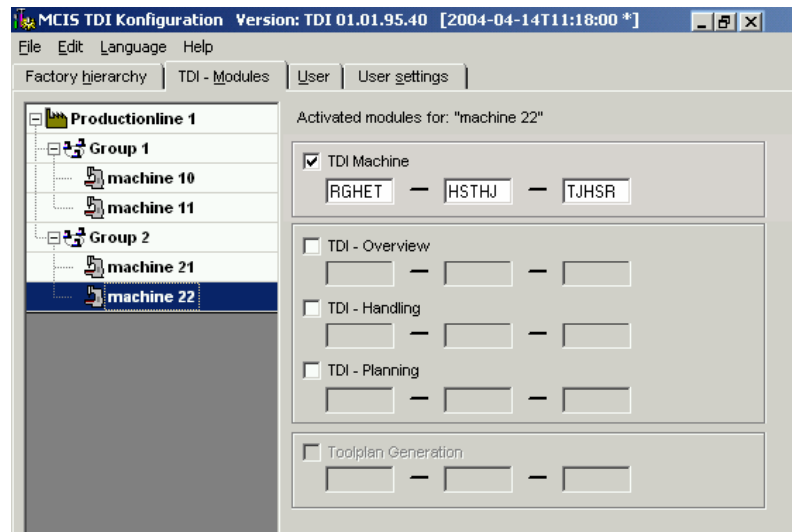 MCIS TDI Konfiguration Version: TDI 01.01.95.40 [2004-04-14T11:18:00 *]
File Edit Language Help
Factory hierarchy TDI - Modules User User settings
Productionline 1
Group 1
machine 10
machine 11
Group 2
machine 21
machine 22
Activated modules for: "machine 22"
TDI Machine
RGHET — HSTHJ — TJHSR
TDI - Overview
— —
TDI - Handling
— —
TDI - Planning
— —
Toolplan Generation
— —